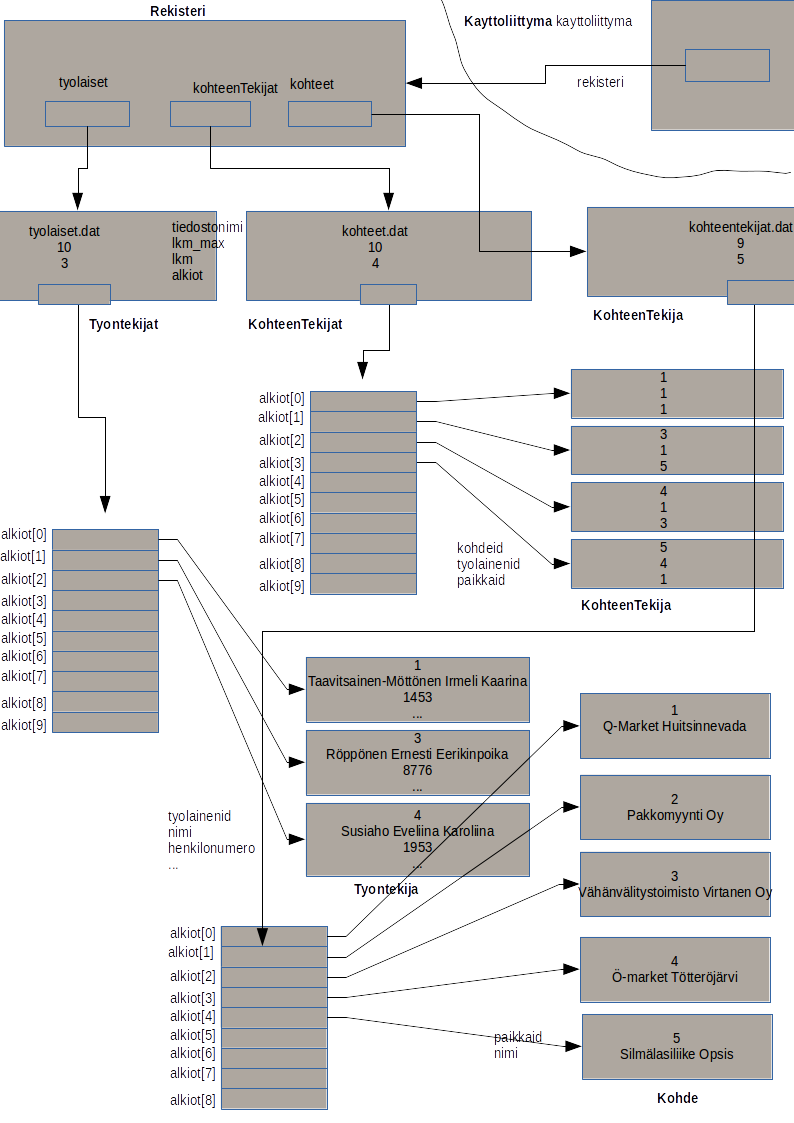 Rekisteri
Kayttoliittyma kayttoliittyma
tyolaiset
kohteenTekijat
kohteet
rekisteri
tyolaiset.dat
10
3
tiedostonimi
lkm_max
lkm
alkiot
kohteet.dat
10
4
kohteentekijat.dat
9
5
Tyontekijat
KohteenTekijat
KohteenTekija
alkiot[0]
alkiot[1]
alkiot[2]
alkiot[3]
alkiot[4]
alkiot[5]
alkiot[6]
alkiot[7]
alkiot[8]
alkiot[9]
1
1
1
3
1
5
4
1
3
5
4
1
kohdeid
tyolainenid
paikkaid
KohteenTekija
alkiot[0]
alkiot[1]
alkiot[2]
alkiot[3]
alkiot[4]
alkiot[5]
alkiot[6]
alkiot[7]
alkiot[8]
alkiot[9]
1
Taavitsainen-Möttönen Irmeli Kaarina
1453
...
3
Röppönen Ernesti Eerikinpoika
8776
...
4
Susiaho Eveliina Karoliina
1953
...
Tyontekija
tyolainenid
nimi
henkilonumero
...
1
Q-Market Huitsinnevada
2
Pakkomyynti Oy
3
Vähänvälitystoimisto Virtanen Oy
4
Ö-market Tötteröjärvi
5
Silmälasiliike Opsis
alkiot[0]
alkiot[1]
alkiot[2]
alkiot[3]
alkiot[4]
alkiot[5]
alkiot[6]
alkiot[7]
alkiot[8]
paikkaid
nimi
Kohde